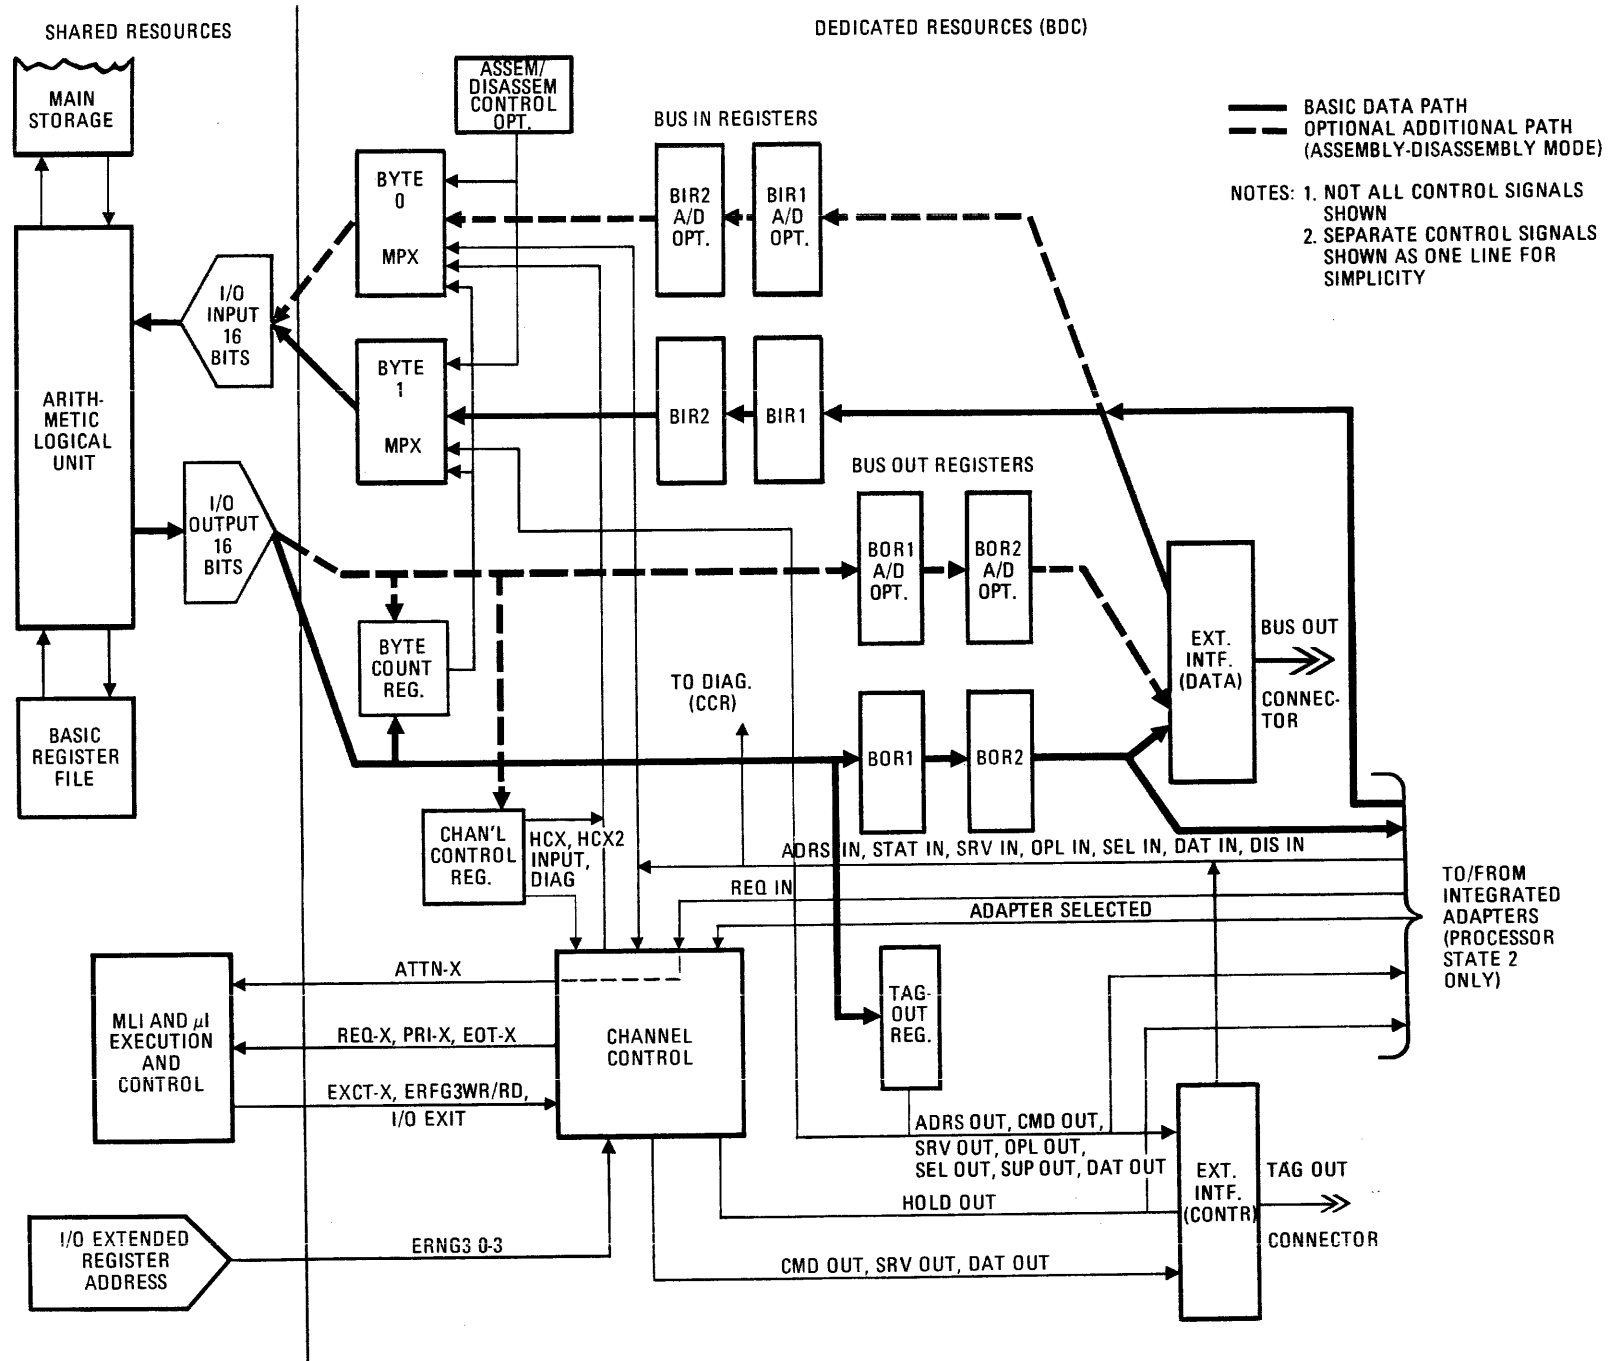 SHARED RESOURCES
DEDICATED RESOURCES (BDC)
MAIN
STORAGE
ASSEM/
DISASSEM
CONTROL
OPT.
BUS IN REGISTERS
BASIC DATA PATH
OPTIONAL ADDITIONAL PATH
(ASSEMBLY-DISASSEMBLY MODE)
NOTES: 1. NOT ALL CONTROL SIGNALS
SHOWN
2. SEPARATE CONTROL SIGNALS
SHOWN AS ONE LINE FOR
SIMPLICITY
BYTE
0
MPX
BIR2
A/D
OPT.
BIR1
A/D
OPT.
I/O
INPUT
16
BITS
BYTE
1
MPX
BIR2
BIR1
ARITH-
METIC
LOGICAL
UNIT
I/O
OUTPUT
16
BITS
BUS OUT REGISTERS
BOR1
A/D
OPT.
BOR2
A/D
OPT.
BYTE
COUNT
REG.
EXT.
INTF.
(DATA)
BUS OUT
CONNEC-
TOR
TO DIAG.
(CCR)
BASIC
REGISTER
FILE
BOR1
BOR2
CHAN'L
CONTROL
REG.
HCX, HCX2
INPUT,
DIAG
ADRS IN, STAT IN, SRV IN, OPL IN, SEL IN, DAT IN, DIS IN
REQ IN
ADAPTER SELECTED
TO/FROM
INTEGRATED
ADAPTERS
(PROCESSOR
STATE 2
ONLY)
MLI AND μI
EXECUTION
AND
CONTROL
ATTN-X
REQ-X, PRI-X, EOT-X
EXCT-X, ERFG3WR/RD,
I/O EXIT
CHANNEL
CONTROL
TAG-
OUT
REG.
ADRS OUT, CMD OUT,
SRV OUT, OPL OUT,
SEL OUT, SUP OUT, DAT OUT
HOLD OUT
CMD OUT, SRV OUT, DAT OUT
EXT.
INTF.
(CONTR)
TAG OUT
CONNECTOR
I/O EXTENDED
REGISTER
ADDRESS
ERNG3 0-3